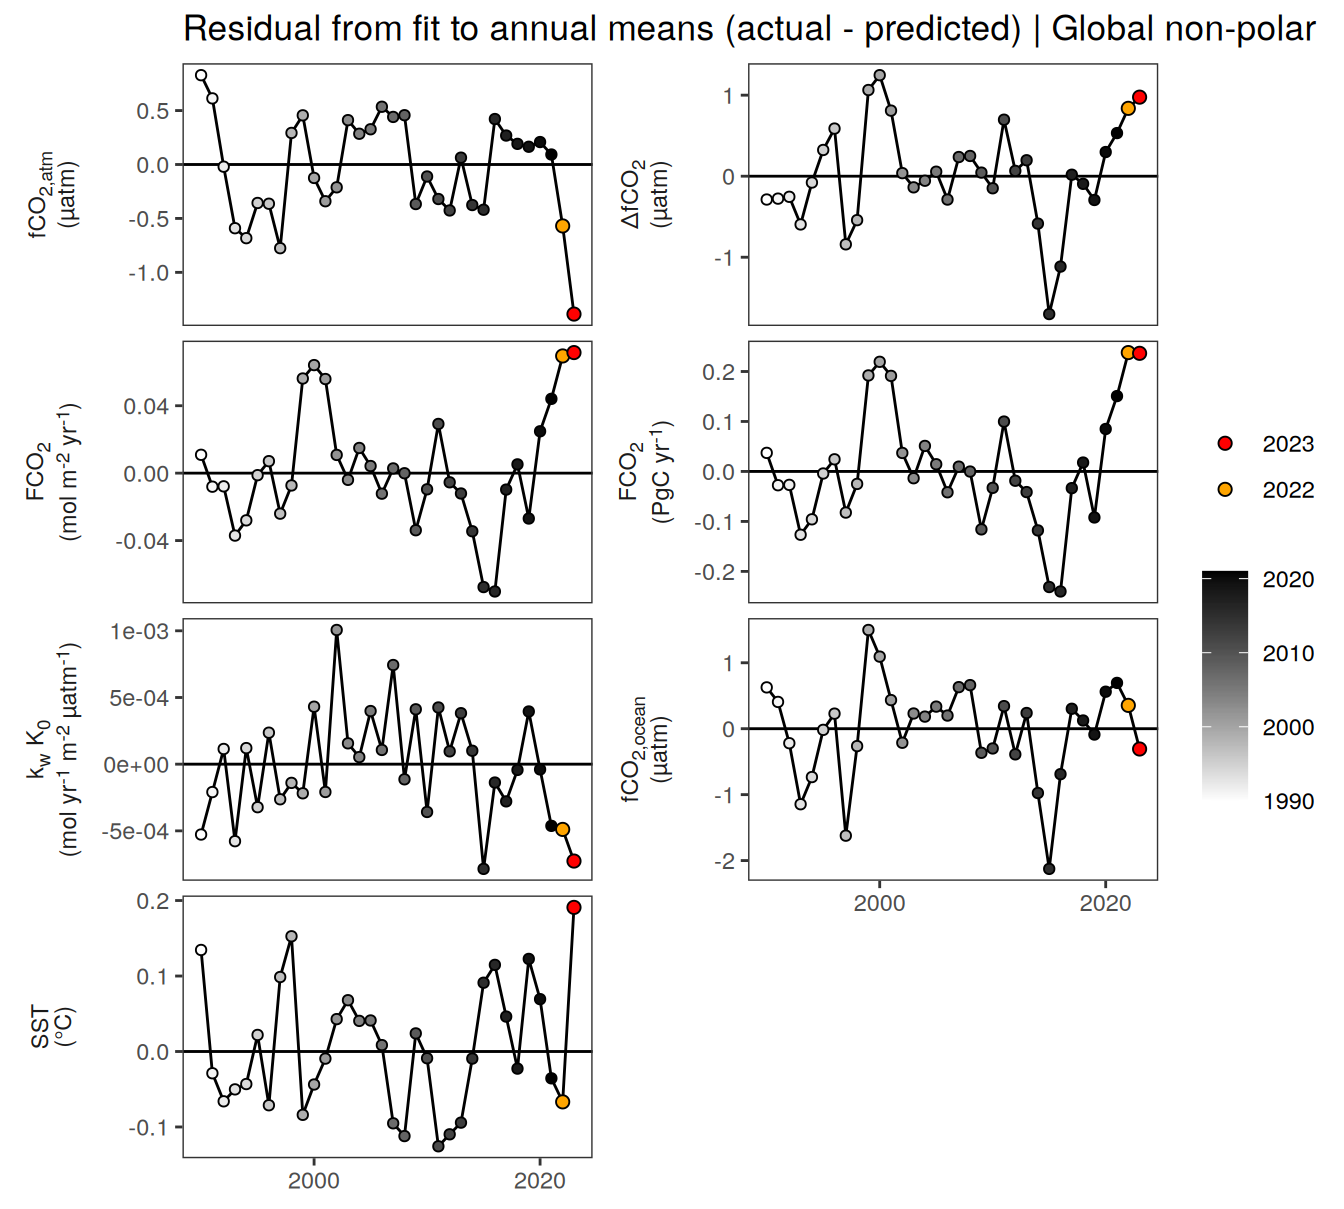 Residual from fit to annual means (actual - predicted) | Global non-polar
fCO2,atm
(µatm)
0.5
0.0
-0.5
-1.0
ΔfCO2
(µatm)
1
0
-1
FCO2
(mol m-2 yr-1)
0.04
0.00
-0.04
FCO2
(PgC yr-1)
0.2
0.1
0.0
-0.1
-0.2
kw K0
(mol yr-1 m-2 µatm-1)
1e-03
5e-04
0e+00
-5e-04
fCO2,ocean
(µatm)
1
0
-1
-2
2000 2020
SST
(°C)
0.2
0.1
0.0
-0.1
2000 2020
2023
2022
2020
2010
2000
1990